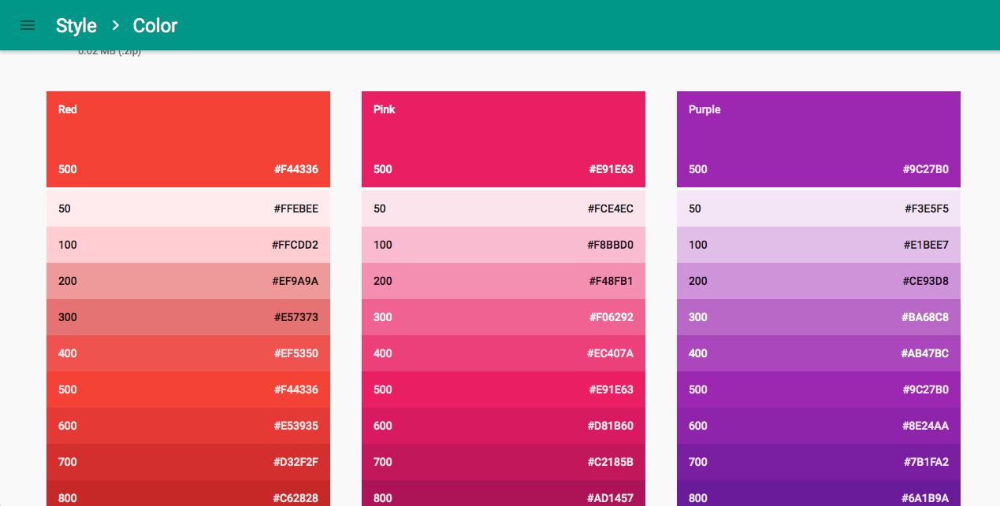 Style > Color
0.02 MB (.zip)
Red
500 #F44336
50 #FFEBEE
100 #FFCDD2
200 #EF9A9A
300 #E57373
400 #EF5350
500 #F44336
600 #E53935
700 #D32F2F
800 #C62828
Pink
500 #E91E63
50 #FCE4EC
100 #F8BBD0
200 #F48FB1
300 #F06292
400 #EC407A
500 #E91E63
600 #D81B60
700 #C2185B
800 #AD1457
Purple
500 #9C27B0
50 #F3E5F5
100 #E1BEE7
200 #CE93D8
300 #BA68C8
400 #AB47BC
500 #9C27B0
600 #8E24AA
700 #7B1FA2
800 #6A1B9A